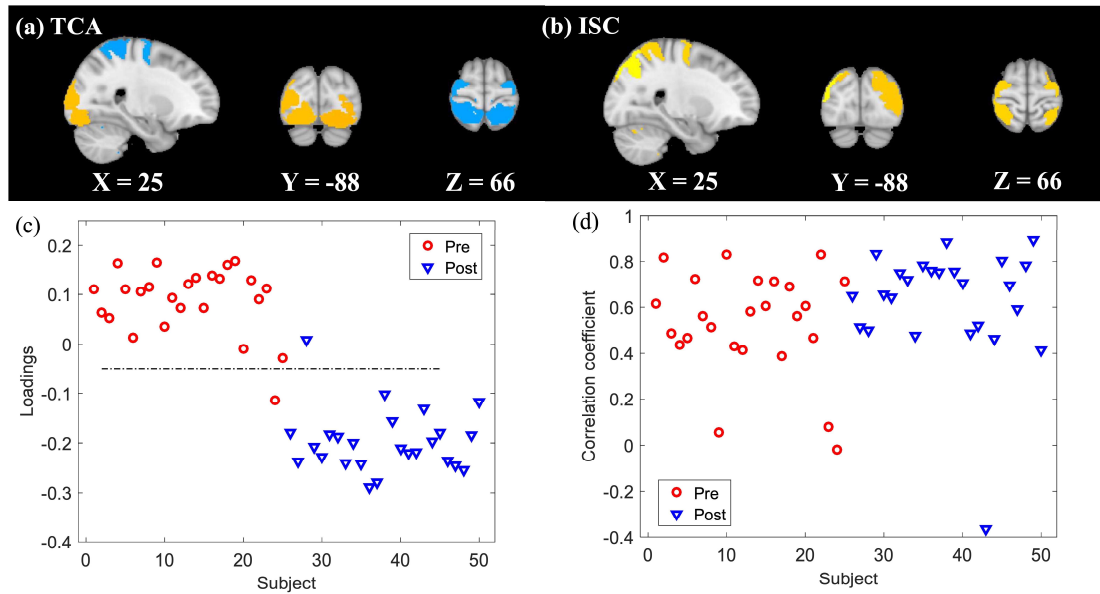 (a) TCA
X = 25 Y = -88 Z = 66
(b) ISC
X = 25 Y = -88 Z = 66
(c)
Loadings
0.2
0.1
0
-0.1
-0.2
-0.3
-0.4
0 10 20 30 40 50
Subject
Pre
Post
(d)
Correlation coefficient
1
0.8
0.6
0.4
0.2
0
-0.2
-0.4
0 10 20 30 40 50
Subject
Pre
Post